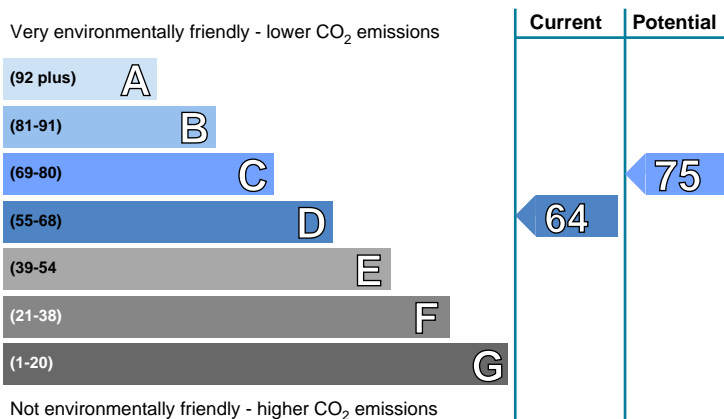 Current Potential
Very environmentally friendly - lower CO2 emissions
(92 plus) A
(81-91) B
(69-80) C
75
(55-68) D
64
(39-54 E
(21-38) F
(1-20) G
Not environmentally friendly - higher CO2 emissions